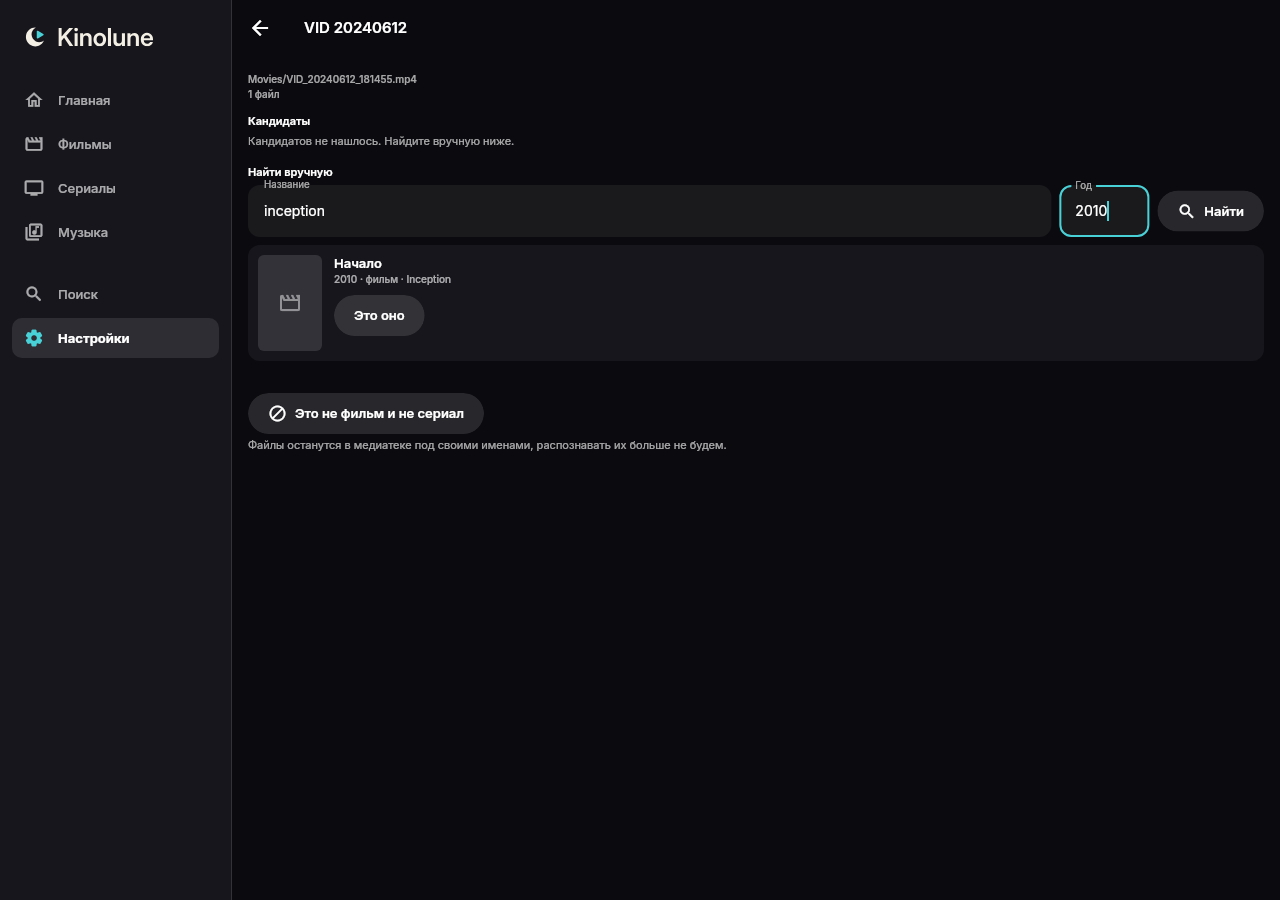 Kinolune
Главная
Фильмы
Сериалы
Музыка
Поиск
Настройки
VID 20240612
Movies/VID_20240612_181455.mp4
1 файл
Кандидаты
Кандидатов не нашлось. Найдите вручную ниже.
Найти вручную
Название
inception
Год
2010
Найти
Начало
2010 · фильм · Inception
Это оно
Это не фильм и не сериал
Файлы останутся в медиатеке под своими именами, распознавать их больше не будем.